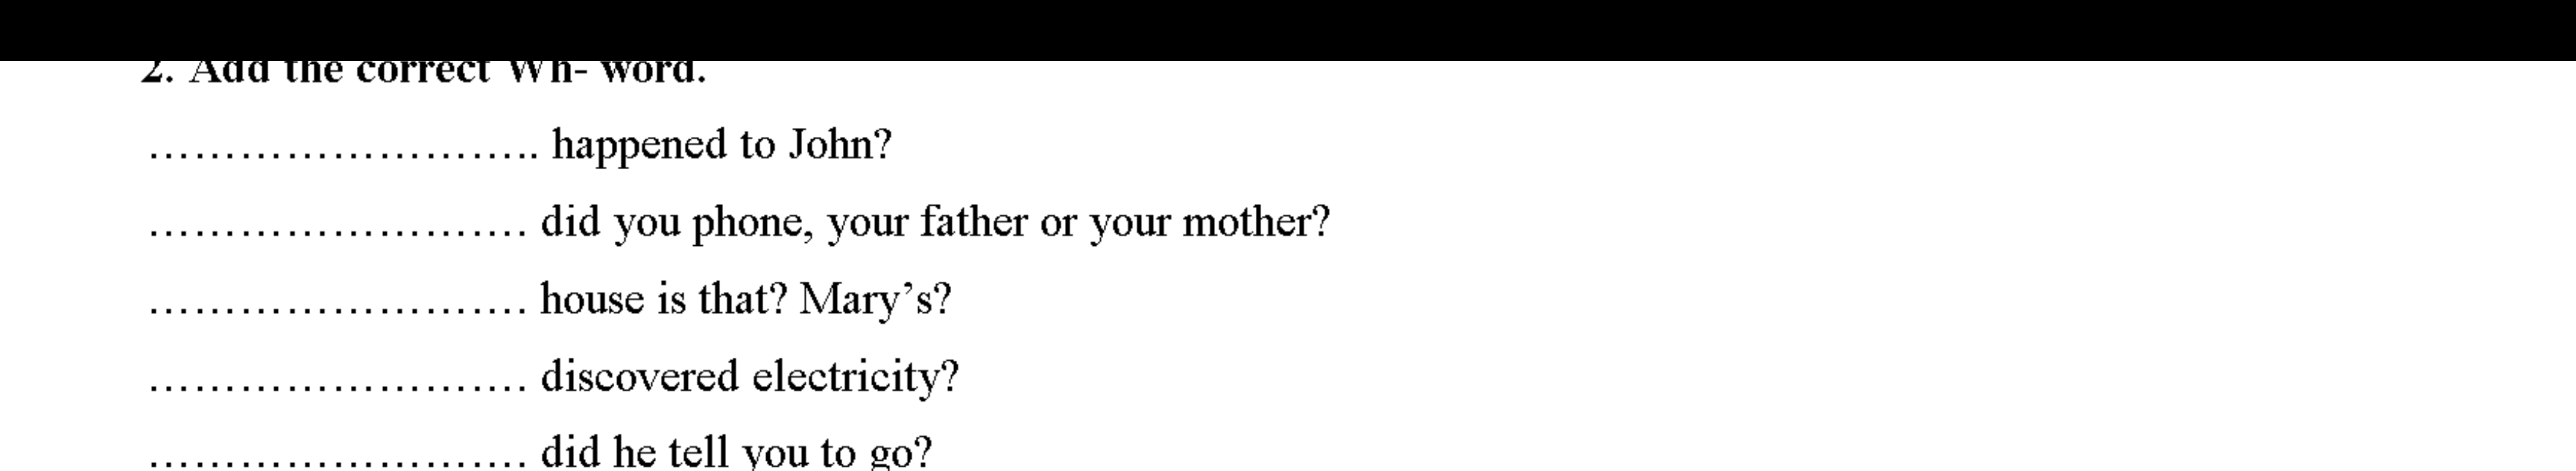 2. Add the correct Wh- word.
.......................... happened to John?
......................... did you phone, your father or your mother?
......................... house is that? Mary’s?
......................... discovered electricity?
......................... did he tell you to go?